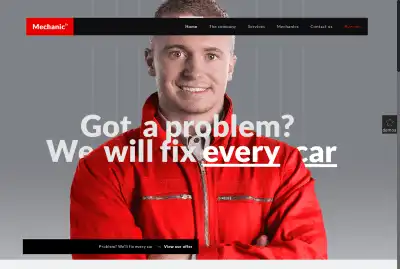 Mechanic
Home The company Services Mechanics Contact us
Got a problem?
We will fix every car
Problem? We'll fix every car View our offer